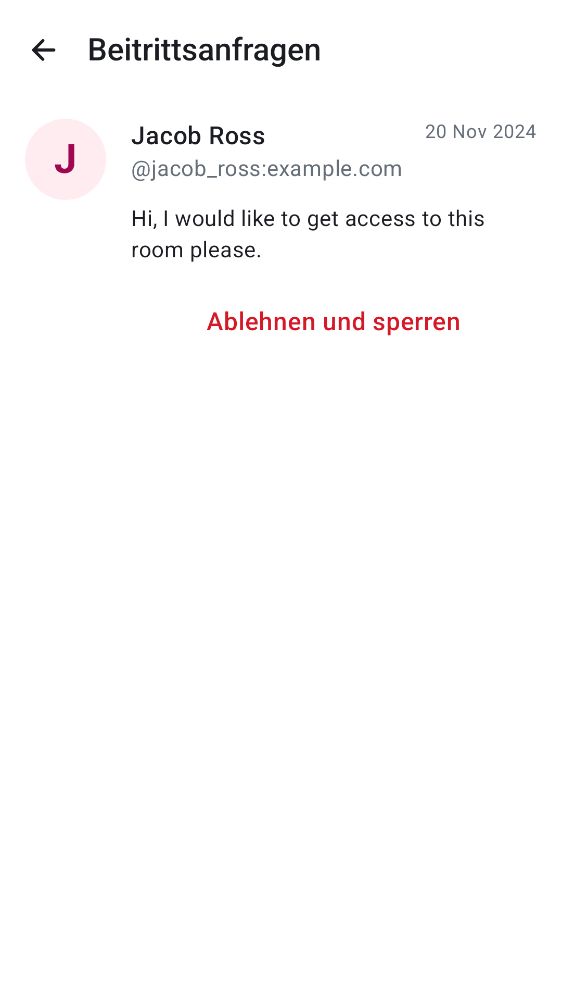 Beitrittsanfragen
J
Jacob Ross
20 Nov 2024
@jacob_ross:example.com
Hi, I would like to get access to this
room please.
Ablehnen und sperren